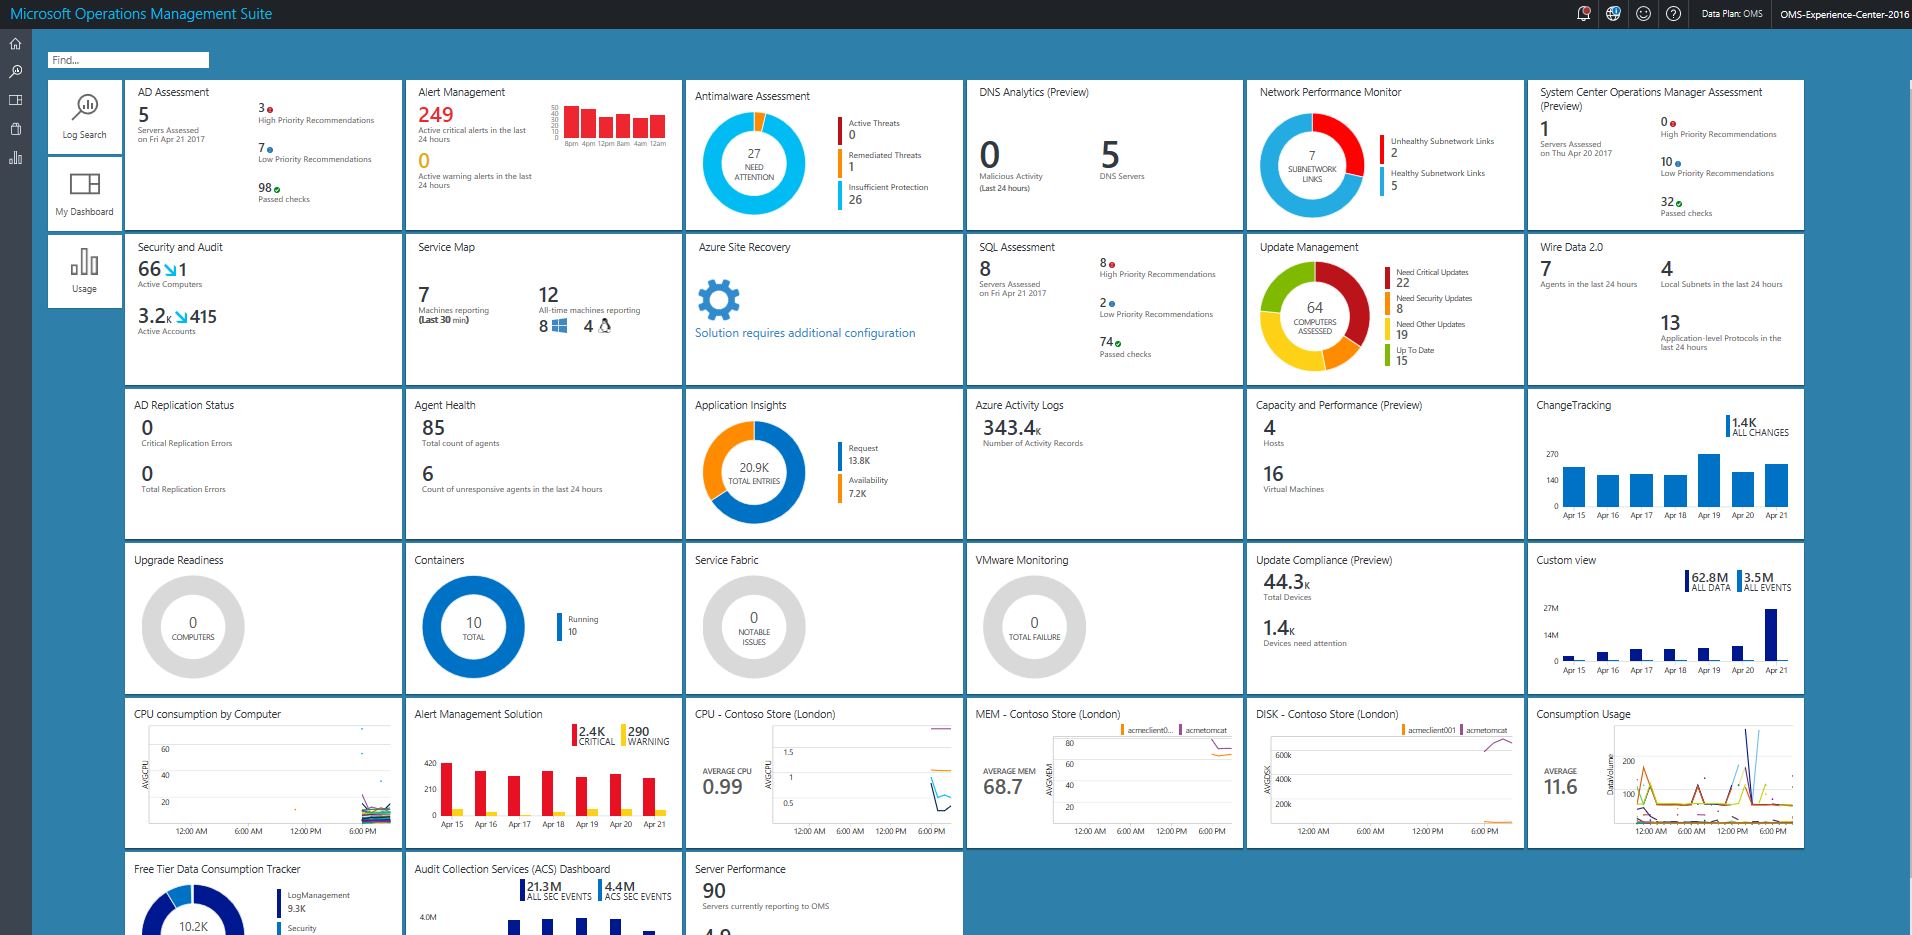 Microsoft Operations Management Suite
Data Plan: OMS
OMS-Experience-Center-2016
Find...
Log Search
My Dashboard
Usage
AD Assessment
5
Servers Assessed
on Fri Apr 21 2017
3
High Priority Recommendations
7
Low Priority Recommendations
98
Passed checks
Alert Management
249
Active critical alerts in the last
24 hours
0
Active warning alerts in the last
24 hours
50
40
30
20
10
0
8pm 4pm 12pm 8am 4am 12am
Antimalware Assessment
27
NEED
ATTENTION
Active Threats
0
Remediated Threats
1
Insufficient Protection
26
DNS Analytics (Preview)
0
Malicious Activity
(Last 24 hours)
5
DNS Servers
Network Performance Monitor
7
SUBNETWORK
LINKS
Unhealthy Subnetwork Links
2
Healthy Subnetwork Links
5
System Center Operations Manager Assessment
(Preview)
1
Servers Assessed
on Thu Apr 20 2017
0
High Priority Recommendations
10
Low Priority Recommendations
32
Passed checks
Security and Audit
66 1
Active Computers
3.2K 415
Active Accounts
Service Map
7
Machines reporting
(Last 30 min)
12
All-time machines reporting
8 4
Azure Site Recovery
Solution requires additional configuration
SQL Assessment
8
Servers Assessed
on Fri Apr 21 2017
8
High Priority Recommendations
2
Low Priority Recommendations
74
Passed checks
Update Management
64
COMPUTERS
ASSESSED
Need Critical Updates
22
Need Security Updates
8
Need Other Updates
19
Up To Date
15
Wire Data 2.0
7
Agents in the last 24 hours
4
Local Subnets in the last 24 hours
13
Application-level Protocols in the
last 24 hours
AD Replication Status
0
Critical Replication Errors
0
Total Replication Errors
Agent Health
85
Total count of agents
6
Count of unresponsive agents in the last 24 hours
Application Insights
20.9K
TOTAL ENTRIES
Request
13.8K
Availability
7.2K
Azure Activity Logs
343.4K
Number of Activity Records
Capacity and Performance (Preview)
4
Hosts
16
Virtual Machines
ChangeTracking
1.4K
ALL CHANGES
270
140
0
Apr 15 Apr 16 Apr 17 Apr 18 Apr 19 Apr 20 Apr 21
Upgrade Readiness
0
COMPUTERS
Containers
10
TOTAL
Running
10
Service Fabric
0
NOTABLE
ISSUES
VMware Monitoring
0
TOTAL FAILURE
Update Compliance (Preview)
44.3K
Total Devices
1.4K
Devices need attention
Custom view
62.8M
ALL DATA
3.5M
ALL EVENTS
27M
14M
0
Apr 15 Apr 16 Apr 17 Apr 18 Apr 19 Apr 20 Apr 21
CPU consumption by Computer
AVGCPU
60
40
20
12:00 AM 6:00 AM 12:00 PM 6:00 PM
Alert Management Solution
2.4K
CRITICAL
290
WARNING
420
210
0
Apr 15 Apr 16 Apr 17 Apr 18 Apr 19 Apr 20 Apr 21
CPU - Contoso Store (London)
AVERAGE CPU
0.99
AVGCPU
1.5
1
0.5
12:00 AM 6:00 AM 12:00 PM 6:00 PM
MEM - Contoso Store (London)
acmeclient0... acmetomcat
AVERAGE MEM
68.7
AVGMEM
80
60
40
20
12:00 AM 6:00 AM 12:00 PM 6:00 PM
DISK - Contoso Store (London)
acmeclient001 acmetomcat
AVGDSK
600k
400k
200k
12:00 AM 6:00 AM 12:00 PM 6:00 PM
Consumption Usage
AVERAGE
11.6
DataVolume
200
100
12:00 AM 6:00 AM 12:00 PM 6:00 PM
Free Tier Data Consumption Tracker
10.2K
LogManagement
9.3K
Security
Audit Collection Services (ACS) Dashboard
21.3M
ALL SEC EVENTS
4.4M
ACS SEC EVENTS
4.0M
Server Performance
90
Servers currently reporting to OMS